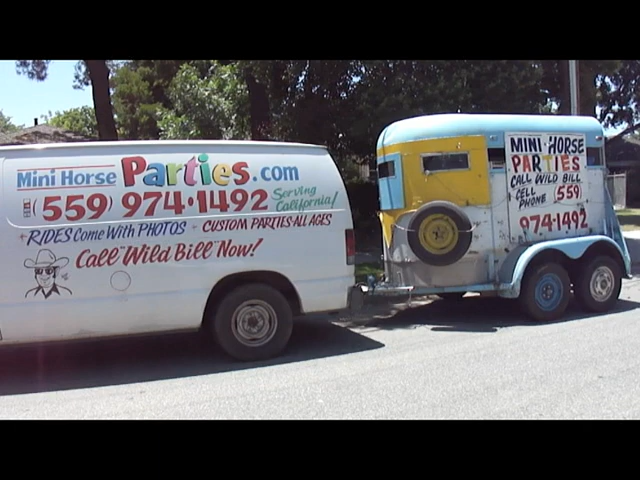 Mini Horse Parties.com
(559) 974·1492 Serving California!
RIDES Come With PHOTOS CUSTOM PARTIES·ALL AGES
Call "Wild Bill" Now!
MINI·HORSE
PARTIES
CALL WILD BILL
CELL PHONE 559
974·1492